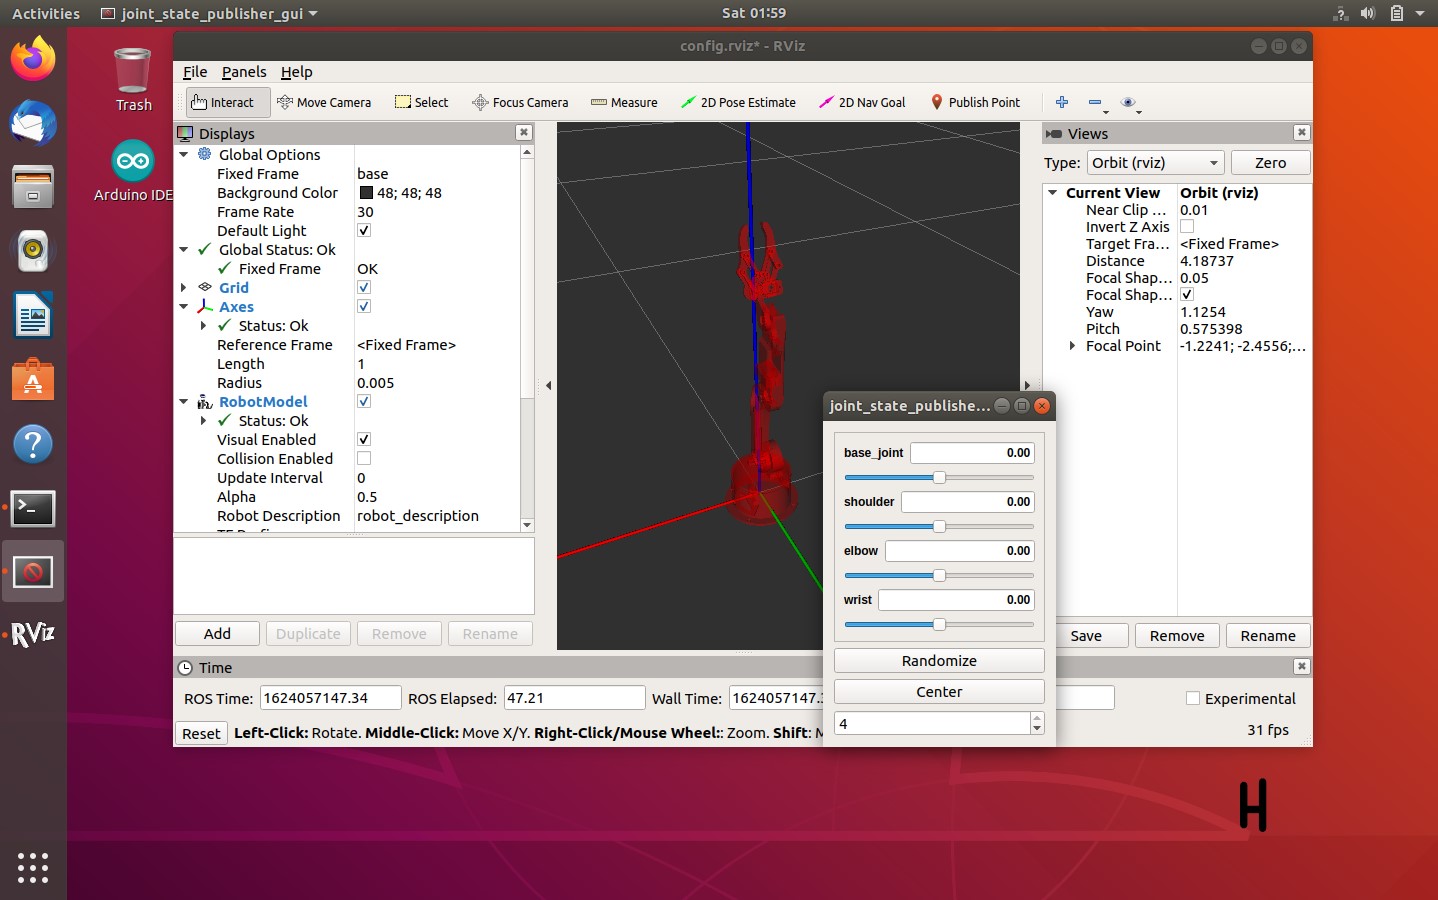 Activities joint_state_publisher_gui Sat 01:59
Trash
Arduino IDE
RViz
config.rviz* - RViz
File Panels Help
Interact Move Camera Select Focus Camera Measure 2D Pose Estimate 2D Nav Goal Publish Point
Displays
Global Options
Fixed Frame base
Background Color 48; 48; 48
Frame Rate 30
Default Light
Global Status: Ok
Fixed Frame OK
Grid
Axes
Status: Ok
Reference Frame <Fixed Frame>
Length 1
Radius 0.005
RobotModel
Status: Ok
Visual Enabled
Collision Enabled
Update Interval 0
Alpha 0.5
Robot Description robot_description
Add Duplicate Remove Rename
Views
Type: Orbit (rviz) Zero
Current View Orbit (rviz)
Near Clip ... 0.01
Invert Z Axis
Target Fra... <Fixed Frame>
Distance 4.18737
Focal Shap... 0.05
Focal Shap...
Yaw 1.1254
Pitch 0.575398
Focal Point -1.2241; -2.4556;...
Save Remove Rename
joint_state_publishe...
base_joint 0.00
shoulder 0.00
elbow 0.00
wrist 0.00
Randomize
Center
4
Time
ROS Time: 1624057147.34 ROS Elapsed: 47.21 Wall Time: Experimental
Reset Left-Click: Rotate. Middle-Click: Move X/Y. Right-Click/Mouse Wheel:: Zoom. Shift: 31 fps
H